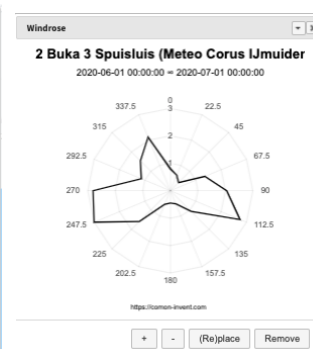 Windrose
2 Buka 3 Spuisluis (Meteo Corus IJmuider
2020-06-01 00:00:00 = 2020-07-01 00:00:00
0
337.5 3 22.5
315 2 45
292.5 1 67.5
270 90
247.5 112.5
225 135
202.5 157.5
180
https://comon-invent.com
+ - (Re)place Remove